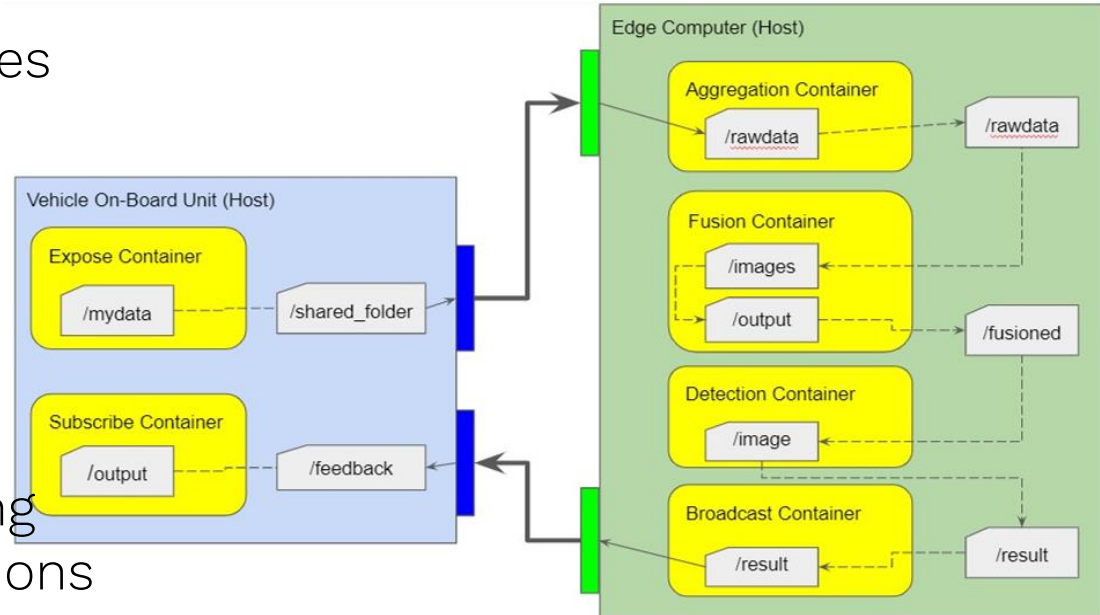 es
ng
ons
Vehicle On-Board Unit (Host)
Expose Container
/mydata
/shared_folder
Subscribe Container
/output
/feedback
Edge Computer (Host)
Aggregation Container
/rawdata
/rawdata
Fusion Container
/images
/output
/fusioned
Detection Container
/image
Broadcast Container
/result
/result